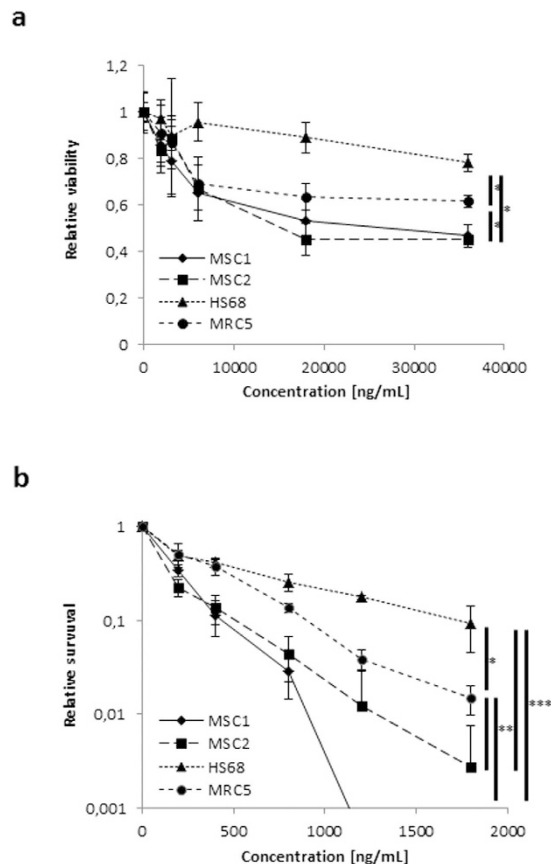 a
1,2
1
0,8
0,6
0,4
0,2
0
Relative viability
MSC1
MSC2
HS68
MRC5
*
*
*
0 10000 20000 30000 40000
Concentration [ng/mL]
b
1
0,1
0,01
0,001
Relative survuval
MSC1
MSC2
HS68
MRC5
*
**
***
0 500 1000 1500 2000
Concentration [ng/mL]